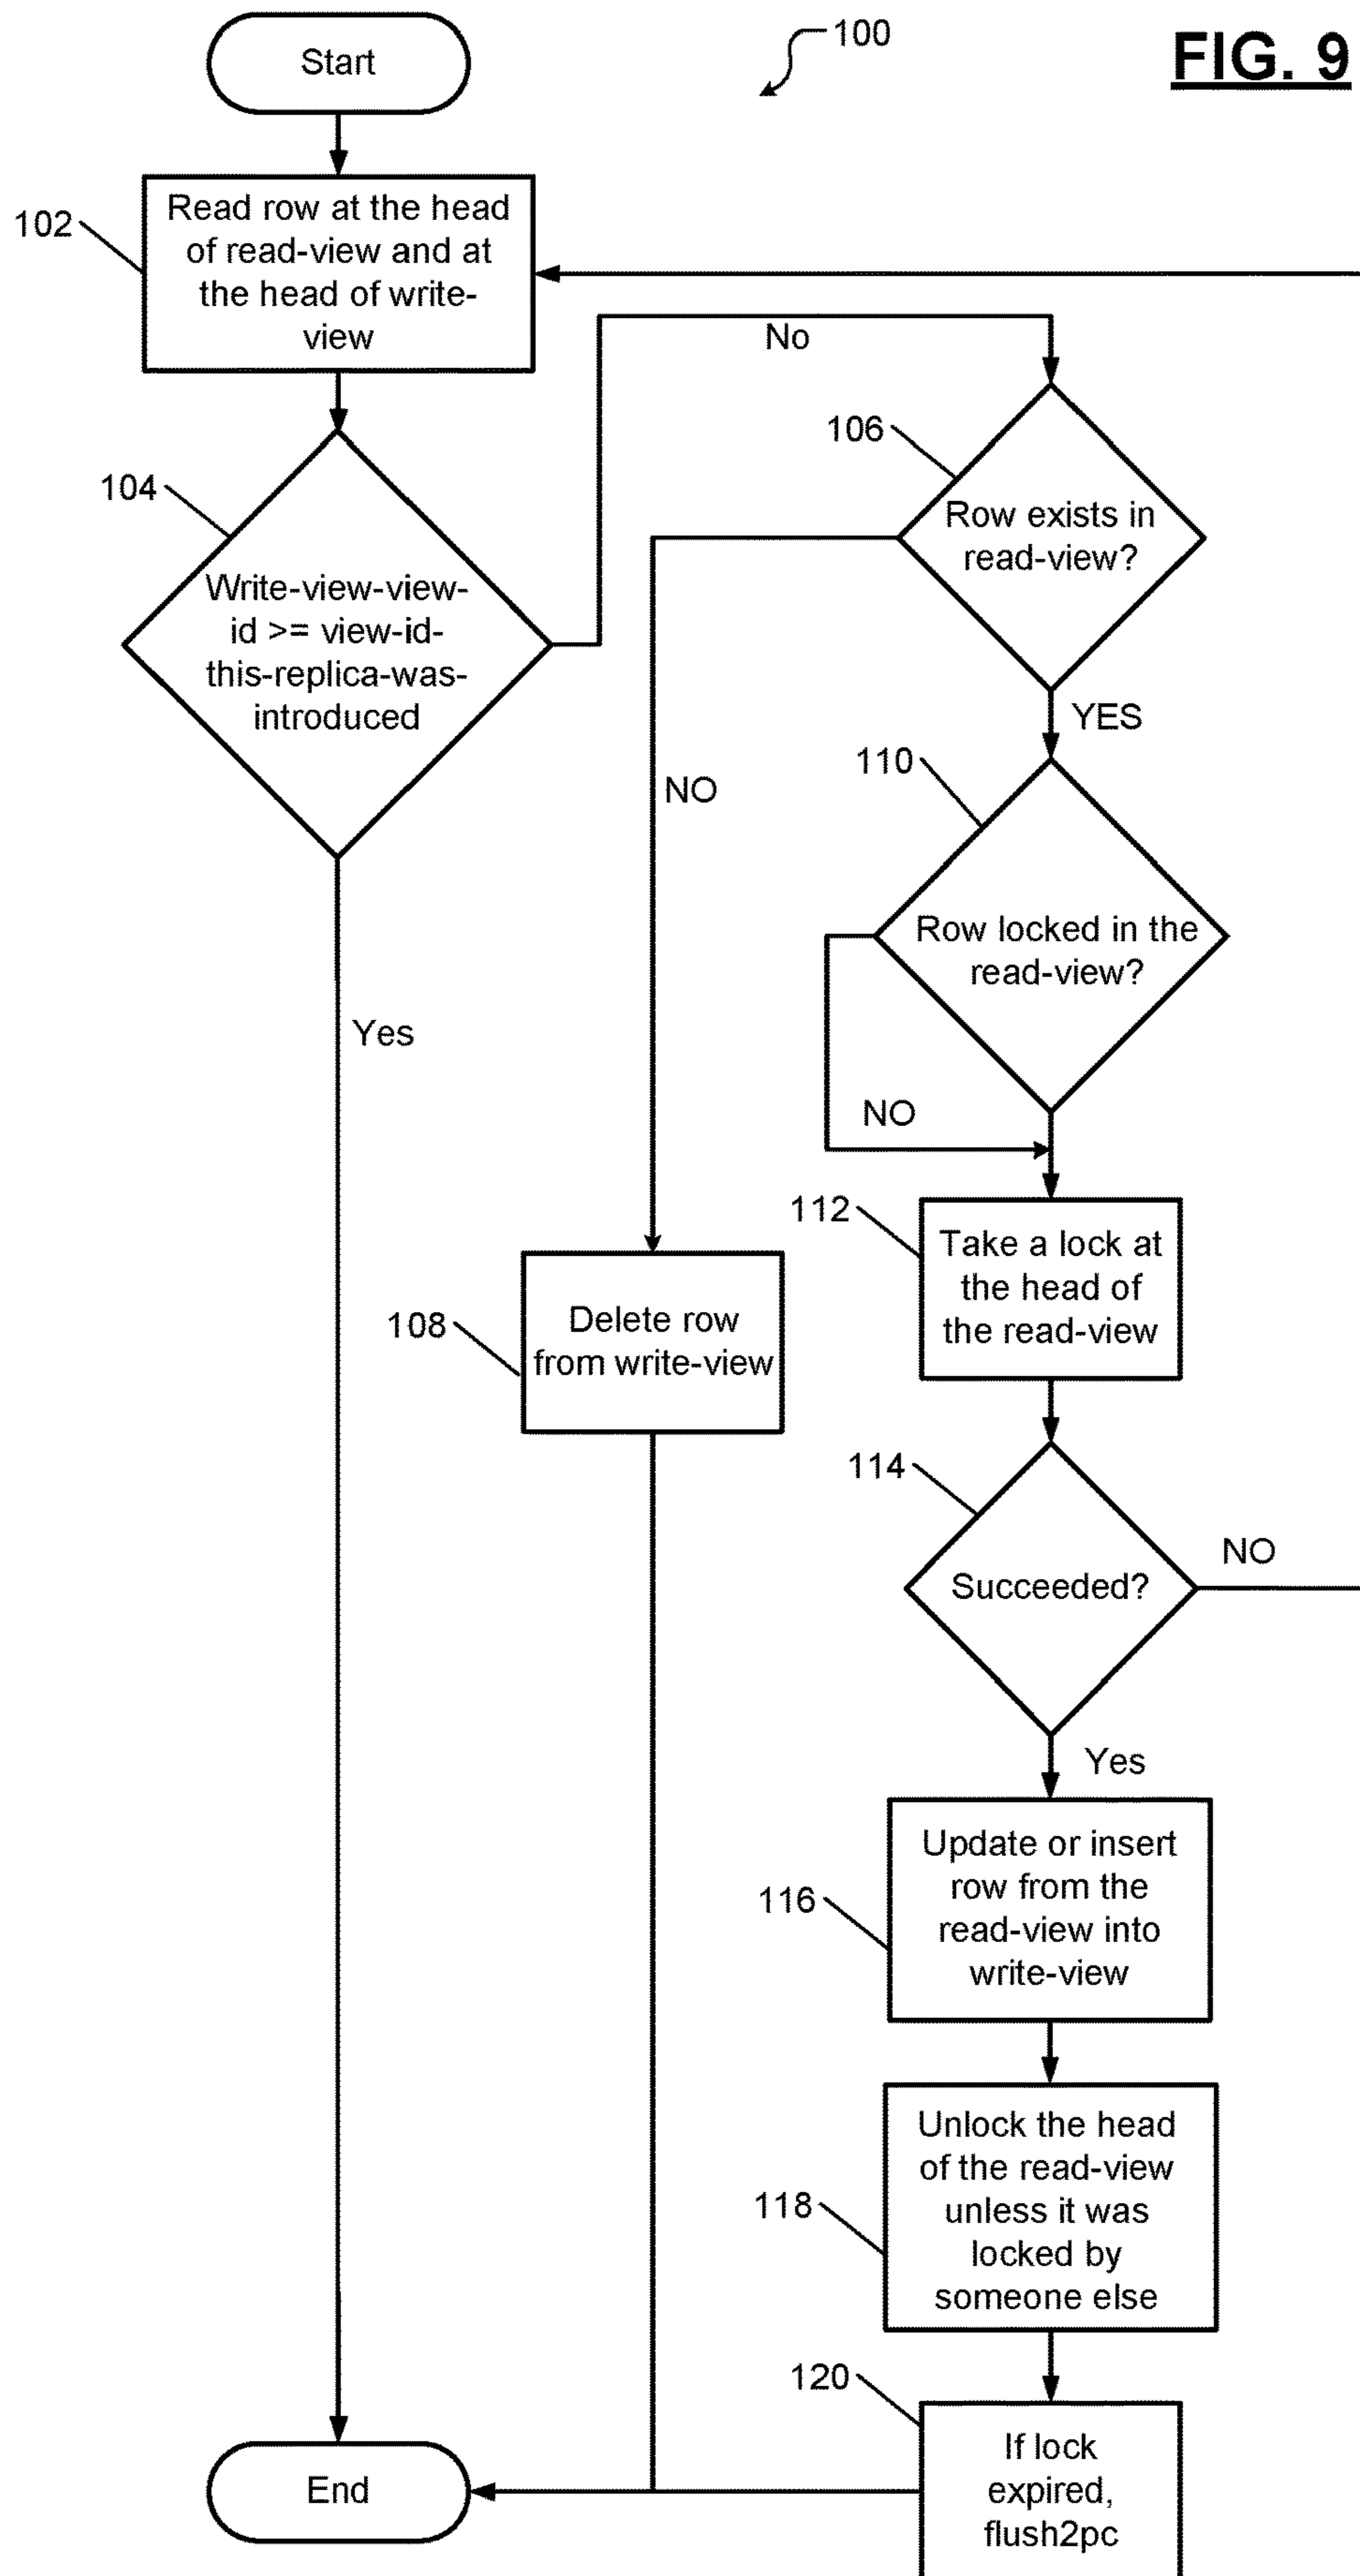 Start
100
FIG. 9
102
Read row at the head
of read-view and at
the head of write-
view
No
104
Write-view-view-
id >= view-id-
this-replica-was-
introduced
106
Row exists in
read-view?
YES
NO
110
Row locked in the
read-view?
Yes
NO
112
Take a lock at
the head of
the read-view
108
Delete row
from write-view
114
Succeeded?
NO
Yes
116
Update or insert
row from the
read-view into
write-view
118
Unlock the head
of the read-view
unless it was
locked by
someone else
120
If lock
expired,
flush2pc
End